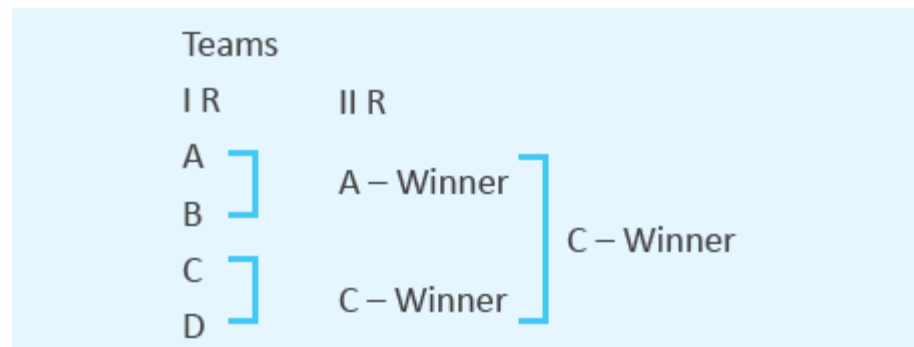 Teams
I R II R
A
A – Winner
B
C – Winner
C
C – Winner
D